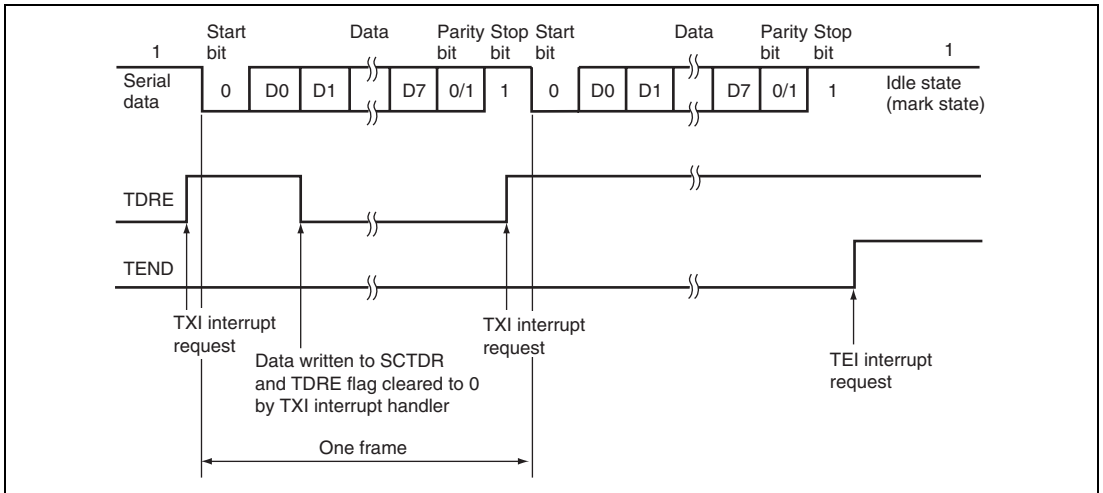 Start bit Data Parity bit Stop bit Start bit Data Parity bit Stop bit
1 1
Serial data 0 D0 D1 D7 0/1 1 0 D0 D1 D7 0/1 1 Idle state (mark state)
TDRE
TEND
TXI interrupt request
Data written to SCTDR
and TDRE flag cleared to 0
by TXI interrupt handler
TXI interrupt request
TEI interrupt request
One frame